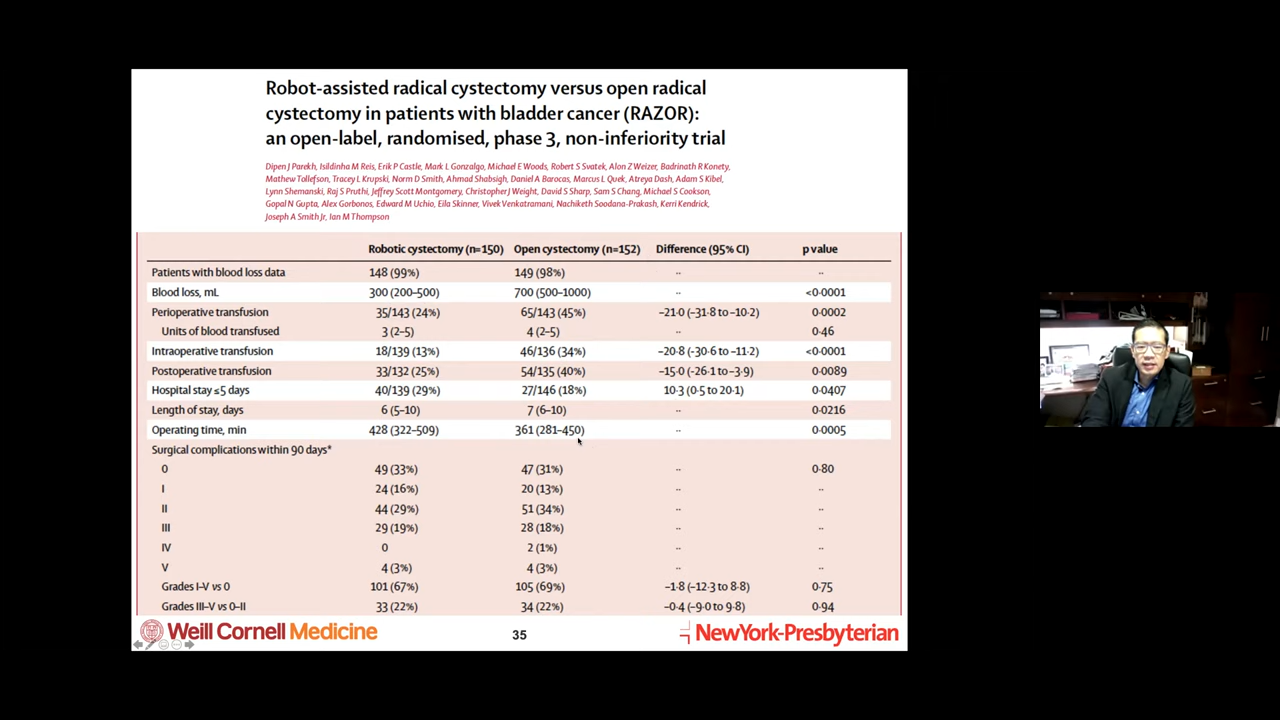 Robot-assisted radical cystectomy versus open radical
cystectomy in patients with bladder cancer (RAZOR):
an open-label, randomised, phase 3, non-inferiority trial
Dipen J Parekh, Isildinha M Reis, Erik P Castle, Mark L Gonzalgo, Michael E Woods, Robert S Svatek, Alon Z Weizer, Badrinath R Konety,
Mathew Tollefson, Tracey L Krupski, Norm D Smith, Ahmad Shabsigh, Daniel A Barocas, Marcus L Quek, Atreya Dash, Adam S Kibel,
Lynn Shemanski, Raj S Pruthi, Jeffrey Scott Montgomery, Christopher J Weight, David S Sharp, Sam S Chang, Michael S Cookson,
Gopal N Gupta, Alex Gorbonos, Edward M Uchio, Eila Skinner, Vivek Venkatramani, Nachiketh Soodana-Prakash, Kerri Kendrick,
Joseph A Smith Jr, Ian M Thompson
Robotic cystectomy (n=150) Open cystectomy (n=152) Difference (95% CI) p value
Patients with blood loss data 148 (99%) 149 (98%) ·· ··
Blood loss, mL 300 (200–500) 700 (500–1000) ·· <0·0001
Perioperative transfusion 35/143 (24%) 65/143 (45%) –21·0 (–31·8 to –10·2) 0·0002
Units of blood transfused 3 (2–5) 4 (2–5) ·· 0·46
Intraoperative transfusion 18/139 (13%) 46/136 (34%) –20·8 (–30·6 to –11·2) <0·0001
Postoperative transfusion 33/132 (25%) 54/135 (40%) –15·0 (–26·1 to –3·9) 0·0089
Hospital stay ≤5 days 40/139 (29%) 27/146 (18%) 10·3 (0·5 to 20·1) 0·0407
Length of stay, days 6 (5–10) 7 (6–10) ·· 0·0216
Operating time, min 428 (322–509) 361 (281–450) ·· 0·0005
Surgical complications within 90 days*
0 49 (33%) 47 (31%) ·· 0·80
I 24 (16%) 20 (13%) ·· ··
II 44 (29%) 51 (34%) ·· ··
III 29 (19%) 28 (18%) ·· ··
IV 0 2 (1%) ·· ··
V 4 (3%) 4 (3%) ·· ··
Grades I–V vs 0 101 (67%) 105 (69%) –1·8 (–12·3 to 8·8) 0·75
Grades III–V vs 0–II 33 (22%) 34 (22%) –0·4 (–9·0 to 9·8) 0·94
Weill Cornell Medicine 35 NewYork-Presbyterian